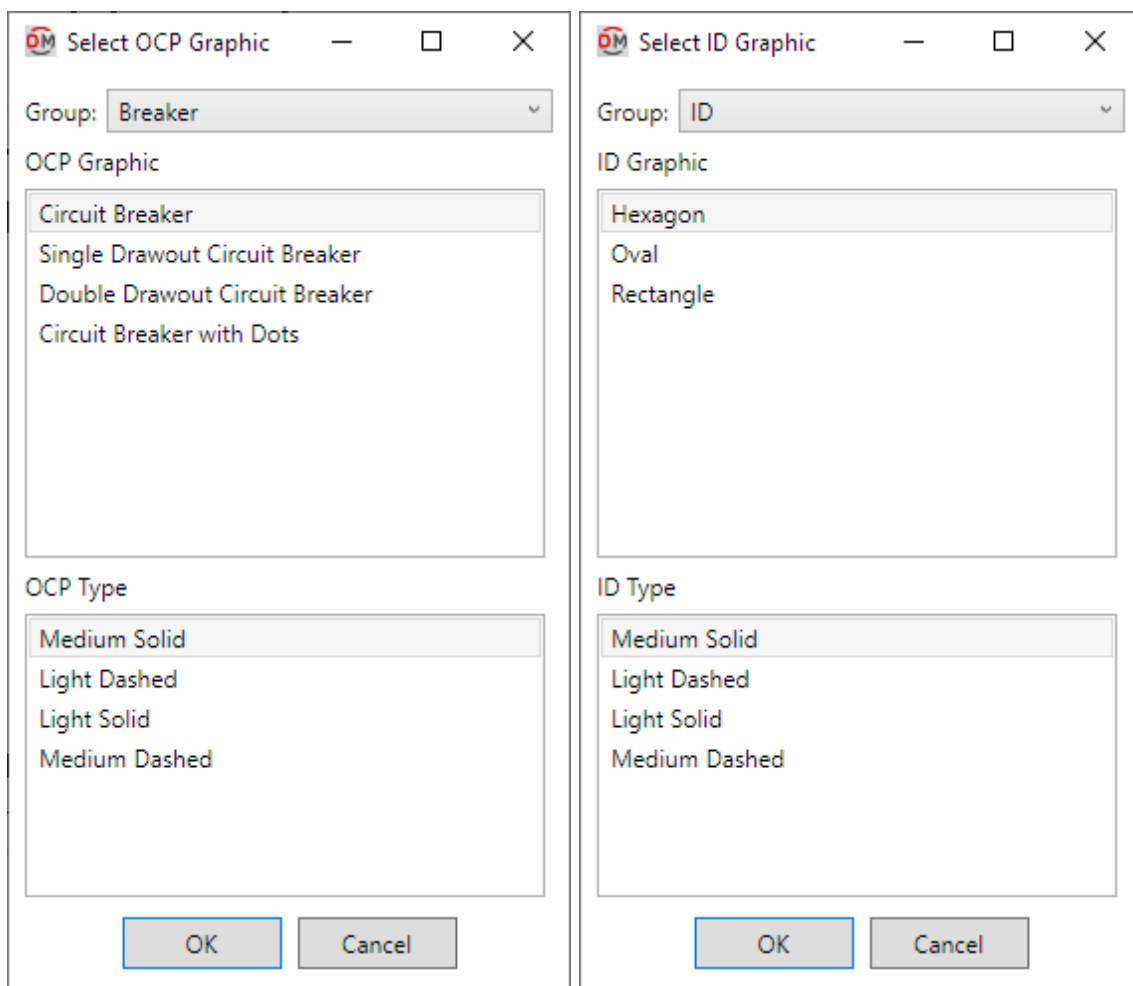 DM Select OCP Graphic
Group: Breaker
OCP Graphic
Circuit Breaker
Single Drawout Circuit Breaker
Double Drawout Circuit Breaker
Circuit Breaker with Dots
OCP Type
Medium Solid
Light Dashed
Light Solid
Medium Dashed
OK Cancel
DM Select ID Graphic
Group: ID
ID Graphic
Hexagon
Oval
Rectangle
ID Type
Medium Solid
Light Dashed
Light Solid
Medium Dashed
OK Cancel